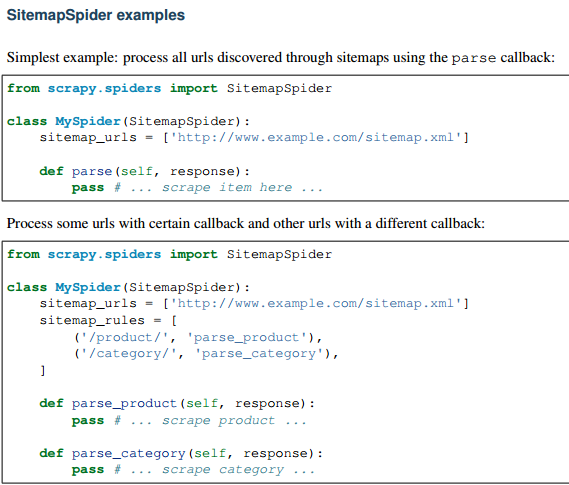 SitemapSpider examples
Simplest example: process all urls discovered through sitemaps using the parse callback:
from scrapy.spiders import SitemapSpider
class MySpider(SitemapSpider):
    sitemap_urls = ['http://www.example.com/sitemap.xml']
    def parse(self, response):
        pass # ... scrape item here ...
Process some urls with certain callback and other urls with a different callback:
from scrapy.spiders import SitemapSpider
class MySpider(SitemapSpider):
    sitemap_urls = ['http://www.example.com/sitemap.xml']
    sitemap_rules = [
        ('/product/', 'parse_product'),
        ('/category/', 'parse_category'),
    ]
    def parse_product(self, response):
        pass # ... scrape product ...
    def parse_category(self, response):
        pass # ... scrape category ...